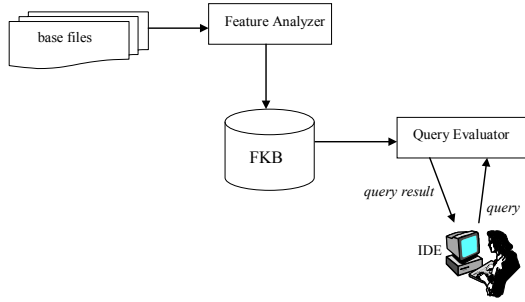 Feature Analyzer
base files
FKB
Query Evaluator
query result
query
IDE